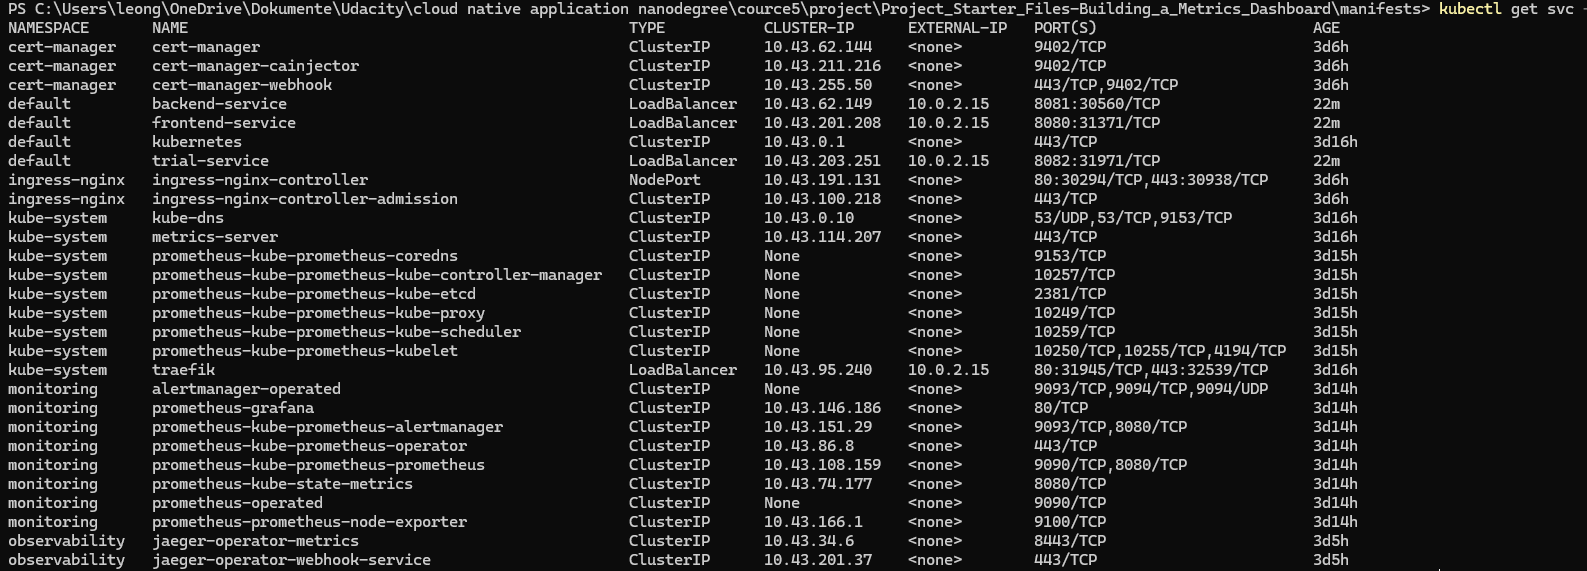 PS C:\Users\leong\OneDrive\Dokumente\Udacity\cloud native application nanodegree\cource5\project\Project_Starter_Files-Building_a_Metrics_Dashboard\manifests> kubectl get svc -
NAMESPACE NAME TYPE CLUSTER-IP EXTERNAL-IP PORT(S) AGE
cert-manager cert-manager ClusterIP 10.43.62.144 <none> 9402/TCP 3d6h
cert-manager cert-manager-cainjector ClusterIP 10.43.211.216 <none> 9402/TCP 3d6h
cert-manager cert-manager-webhook ClusterIP 10.43.255.50 <none> 443/TCP,9402/TCP 3d6h
default backend-service LoadBalancer 10.43.62.149 10.0.2.15 8081:30560/TCP 22m
default frontend-service LoadBalancer 10.43.201.208 10.0.2.15 8080:31371/TCP 22m
default kubernetes ClusterIP 10.43.0.1 <none> 443/TCP 3d16h
default trial-service LoadBalancer 10.43.203.251 10.0.2.15 8082:31971/TCP 22m
ingress-nginx ingress-nginx-controller NodePort 10.43.191.131 <none> 80:30294/TCP,443:30938/TCP 3d6h
ingress-nginx ingress-nginx-controller-admission ClusterIP 10.43.100.218 <none> 443/TCP 3d6h
kube-system kube-dns ClusterIP 10.43.0.10 <none> 53/UDP,53/TCP,9153/TCP 3d16h
kube-system metrics-server ClusterIP 10.43.114.207 <none> 443/TCP 3d16h
kube-system prometheus-kube-prometheus-coredns ClusterIP None <none> 9153/TCP 3d15h
kube-system prometheus-kube-prometheus-kube-controller-manager ClusterIP None <none> 10257/TCP 3d15h
kube-system prometheus-kube-prometheus-kube-etcd ClusterIP None <none> 2381/TCP 3d15h
kube-system prometheus-kube-prometheus-kube-proxy ClusterIP None <none> 10249/TCP 3d15h
kube-system prometheus-kube-prometheus-kube-scheduler ClusterIP None <none> 10259/TCP 3d15h
kube-system prometheus-kube-prometheus-kubelet ClusterIP None <none> 10250/TCP,10255/TCP,4194/TCP 3d15h
kube-system traefik LoadBalancer 10.43.95.240 10.0.2.15 80:31945/TCP,443:32539/TCP 3d16h
monitoring alertmanager-operated ClusterIP None <none> 9093/TCP,9094/TCP,9094/UDP 3d14h
monitoring prometheus-grafana ClusterIP 10.43.146.186 <none> 80/TCP 3d14h
monitoring prometheus-kube-prometheus-alertmanager ClusterIP 10.43.151.29 <none> 9093/TCP,8080/TCP 3d14h
monitoring prometheus-kube-prometheus-operator ClusterIP 10.43.86.8 <none> 443/TCP 3d14h
monitoring prometheus-kube-prometheus-prometheus ClusterIP 10.43.108.159 <none> 9090/TCP,8080/TCP 3d14h
monitoring prometheus-kube-state-metrics ClusterIP 10.43.74.177 <none> 8080/TCP 3d14h
monitoring prometheus-operated ClusterIP None <none> 9090/TCP 3d14h
monitoring prometheus-prometheus-node-exporter ClusterIP 10.43.166.1 <none> 9100/TCP 3d14h
observability jaeger-operator-metrics ClusterIP 10.43.34.6 <none> 8443/TCP 3d5h
observability jaeger-operator-webhook-service ClusterIP 10.43.201.37 <none> 443/TCP 3d5h